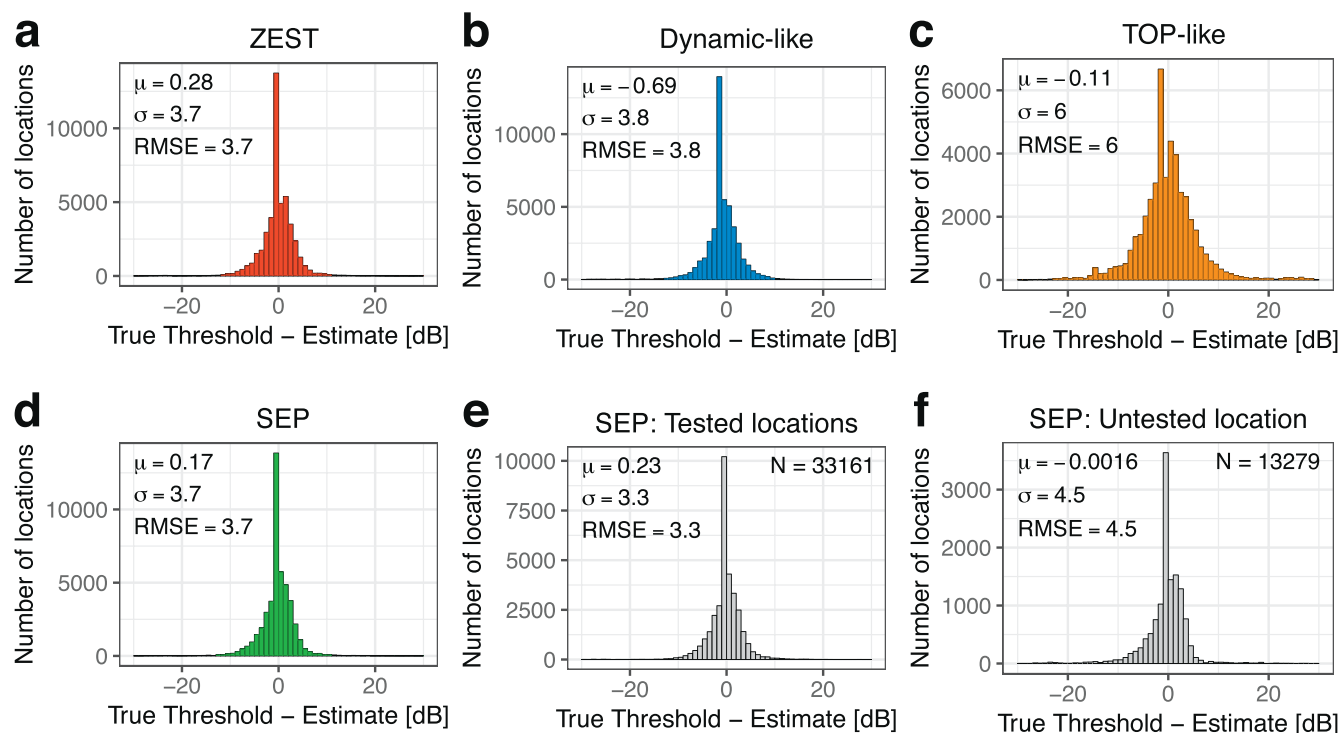 a
ZEST
Number of locations
μ = 0.28
σ = 3.7
RMSE = 3.7
10000
5000
0
−20 0 20
True Threshold − Estimate [dB]
b
Dynamic-like
Number of locations
μ = −0.69
σ = 3.8
RMSE = 3.8
10000
5000
0
−20 0 20
True Threshold − Estimate [dB]
c
TOP-like
Number of locations
μ = −0.11
σ = 6
RMSE = 6
6000
4000
2000
0
−20 0 20
True Threshold − Estimate [dB]
d
SEP
Number of locations
μ = 0.17
σ = 3.7
RMSE = 3.7
10000
5000
0
−20 0 20
True Threshold − Estimate [dB]
e
SEP: Tested locations
Number of locations
μ = 0.23 N = 33161
σ = 3.3
RMSE = 3.3
10000
7500
5000
2500
0
−20 0 20
True Threshold − Estimate [dB]
f
SEP: Untested location
Number of locations
μ = −0.0016 N = 13279
σ = 4.5
RMSE = 4.5
3000
2000
1000
0
−20 0 20
True Threshold − Estimate [dB]